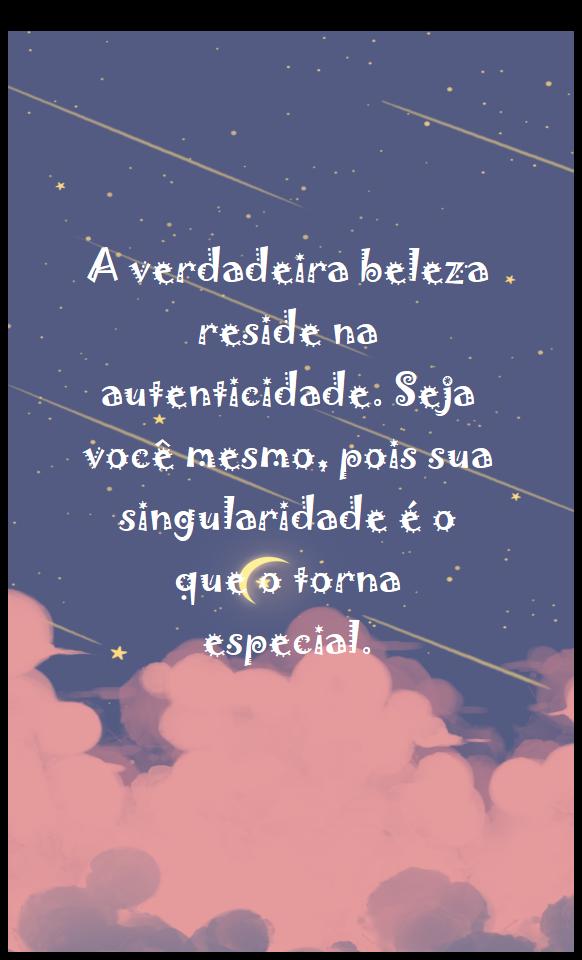 A verdadeira beleza
reside na
autenticidade. Seja
você mesmo, pois sua
singularidade é o
que o torna
especial.